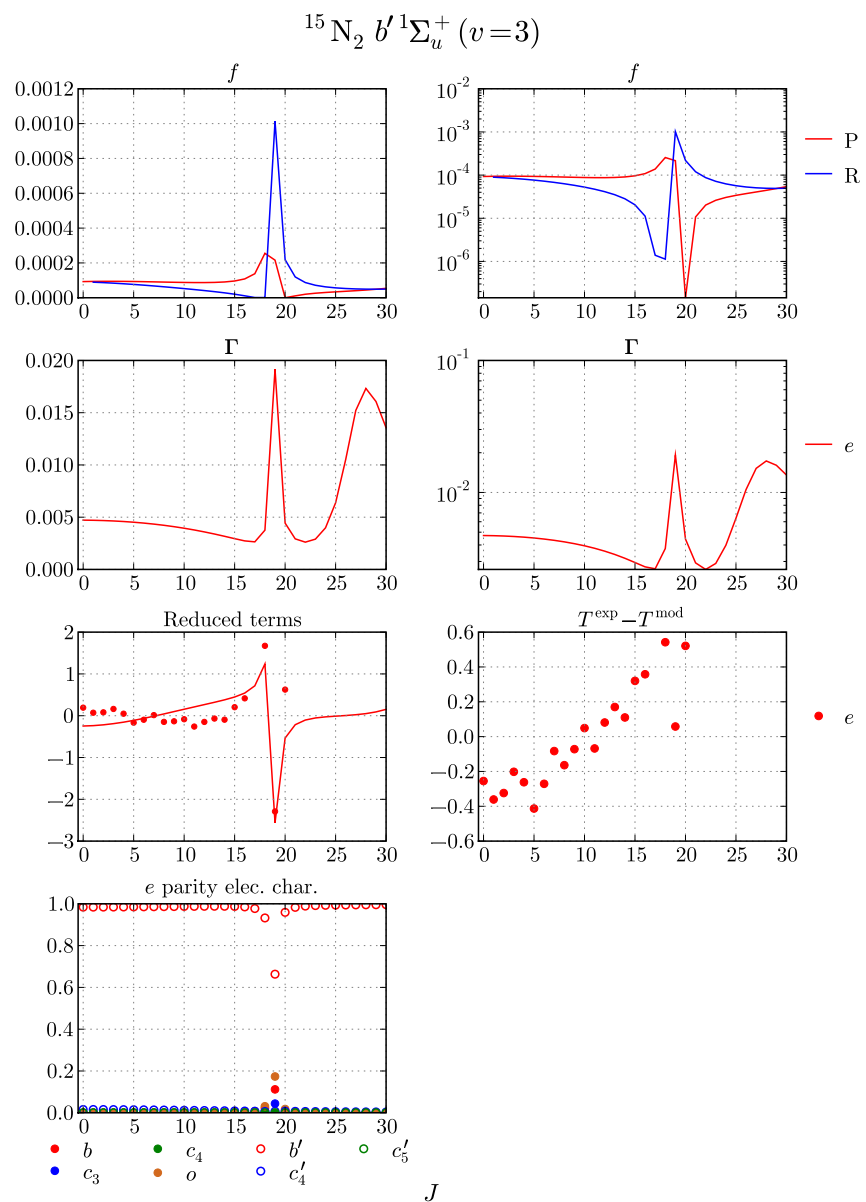 ¹⁵N₂ b′ ¹Σᵤ⁺ (v=3)
f
f
0.0012
0.0010
0.0008
0.0006
0.0004
0.0002
0.0000
0 5 10 15 20 25 30
10⁻²
10⁻³
10⁻⁴
10⁻⁵
10⁻⁶
0 5 10 15 20 25 30
P
R
Γ
Γ
0.020
0.015
0.010
0.005
0.000
0 5 10 15 20 25 30
10⁻¹
10⁻²
0 5 10 15 20 25 30
e
Reduced terms
T^exp−T^mod
2
1
0
−1
−2
−3
0 5 10 15 20 25 30
0.6
0.4
0.2
0.0
−0.2
−0.4
−0.6
0 5 10 15 20 25 30
e
e parity elec. char.
1.0
0.8
0.6
0.4
0.2
0.0
0 5 10 15 20 25 30
b c₄ b′ c₅′
c₃ o c₄′
J